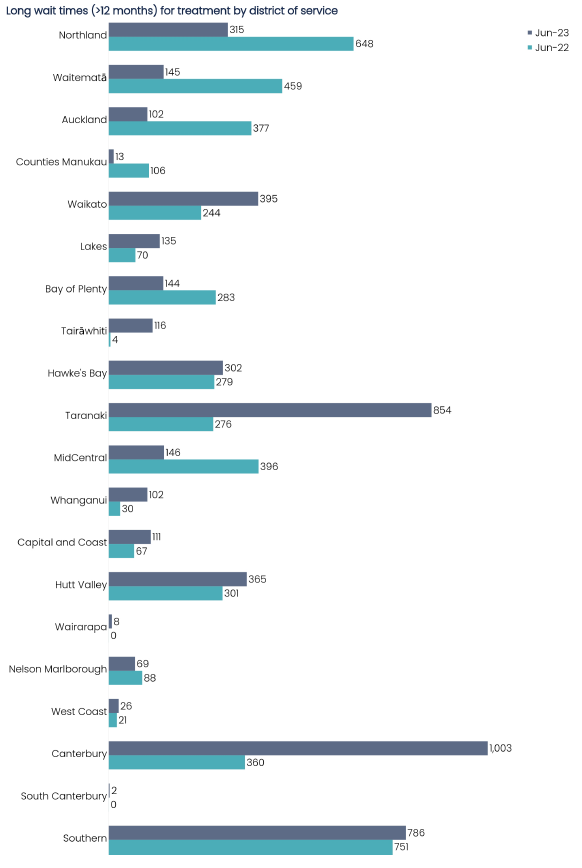 Long wait times (>12 months) for treatment by district of service
Jun-23
Jun-22
Northland 315
648
Waitematā 145
459
Auckland 102
377
Counties Manukau 13
106
Waikato 395
244
Lakes 135
70
Bay of Plenty 144
283
Tairāwhiti 116
4
Hawke's Bay 302
279
Taranaki 854
276
MidCentral 146
396
Whanganui 102
30
Capital and Coast 111
67
Hutt Valley 365
301
Wairarapa 8
0
Nelson Marlborough 69
88
West Coast 26
21
Canterbury 1,003
360
South Canterbury 2
0
Southern 786
751